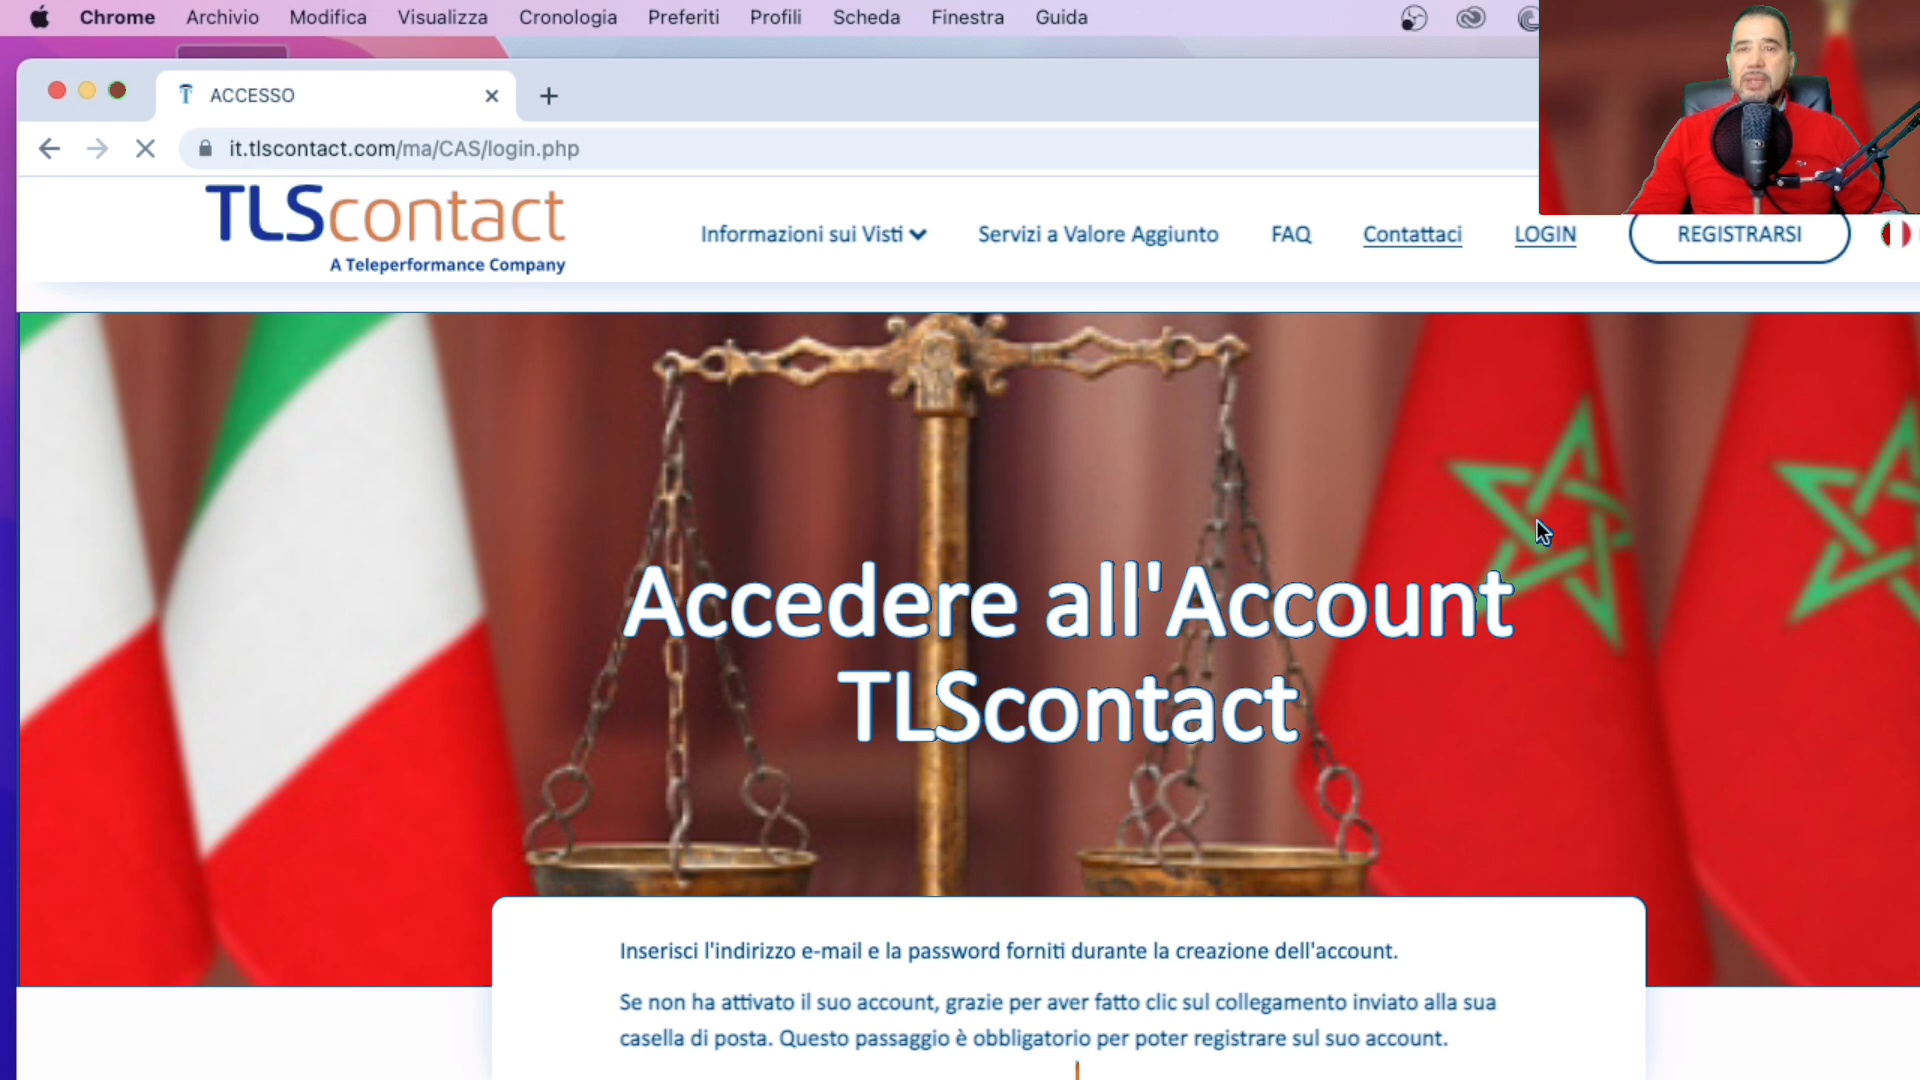 Chrome Archivio Modifica Visualizza Cronologia Preferiti Profili Scheda Finestra Guida
ACCESSO
it.tlscontact.com/ma/CAS/login.php
TLScontact
A Teleperformance Company
Informazioni sui Visti Servizi a Valore Aggiunto FAQ Contattaci LOGIN REGISTRARSI
Accedere all'Account
TLScontact
Inserisci l'indirizzo e-mail e la password forniti durante la creazione dell'account.
Se non ha attivato il suo account, grazie per aver fatto clic sul collegamento inviato alla sua
casella di posta. Questo passaggio è obbligatorio per poter registrare sul suo account.